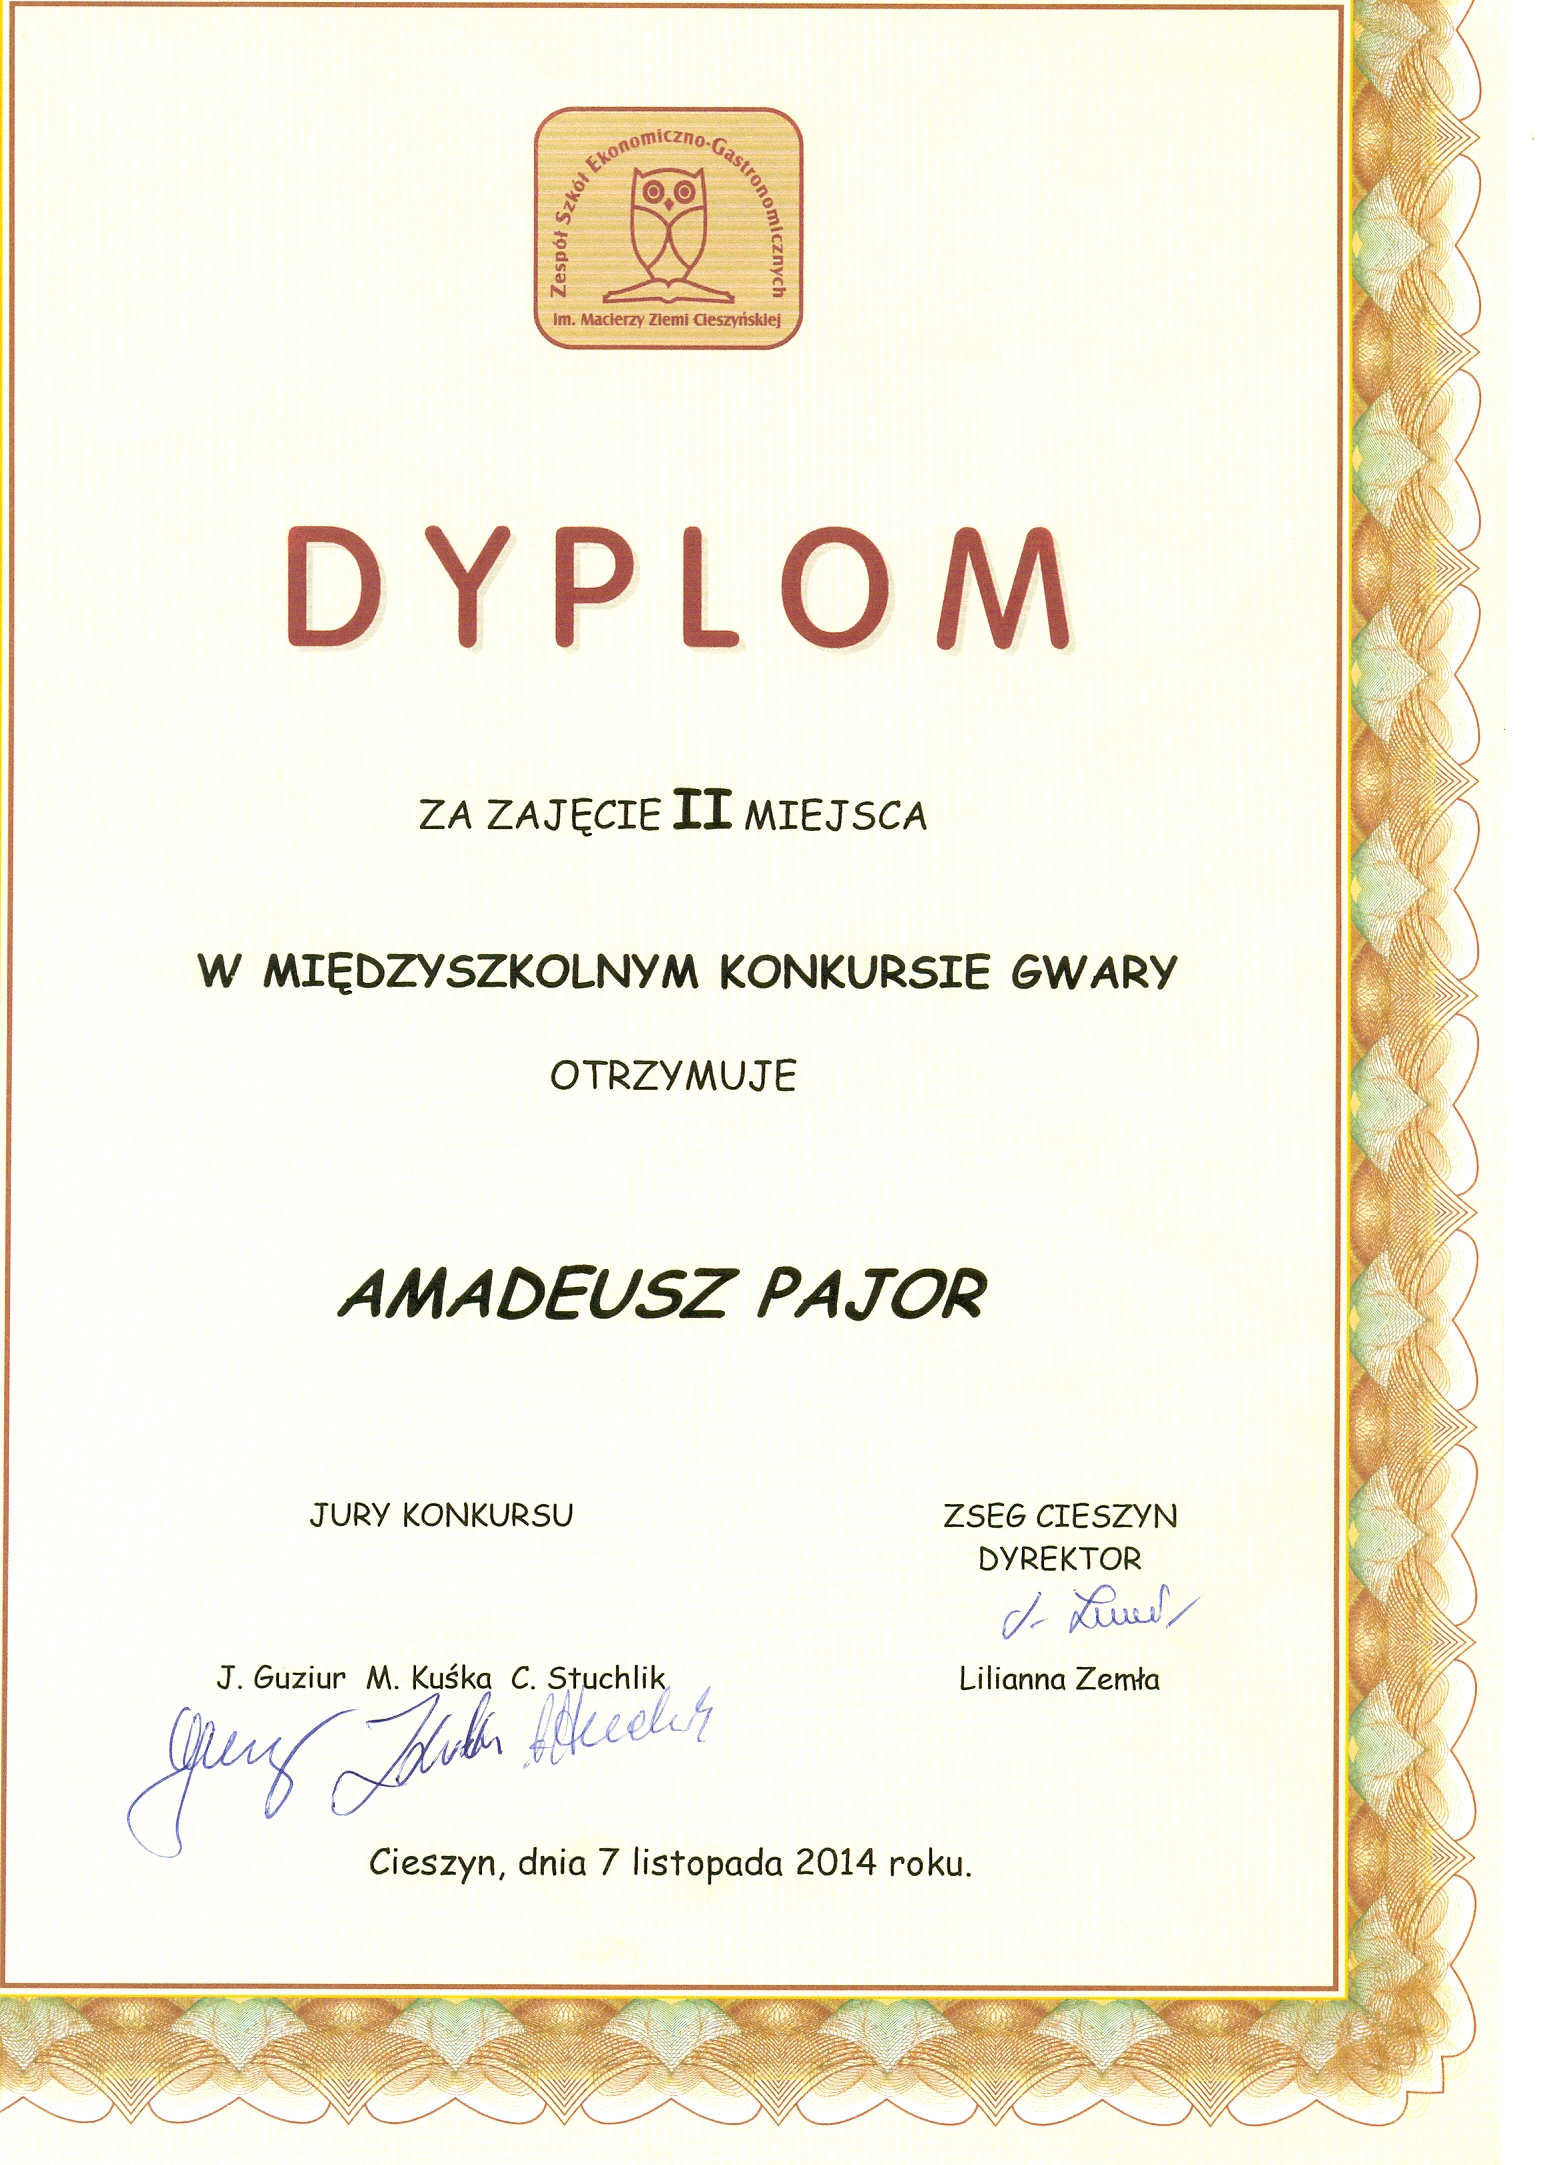 Zespół Szkół Ekonomiczno-Gastronomicznych
im. Macierzy Ziemi Cieszyńskiej
DYPLOM
ZA ZAJĘCIE II MIEJSCA
W MIĘDZYSZKOLNYM KONKURSIE GWARY
OTRZYMUJE
AMADEUSZ PAJOR
JURY KONKURSU
J. Guziur M. Kuśka C. Stuchlik
ZSEG CIESZYN
DYREKTOR
Lilianna Zemła
Cieszyn, dnia 7 listopada 2014 roku.